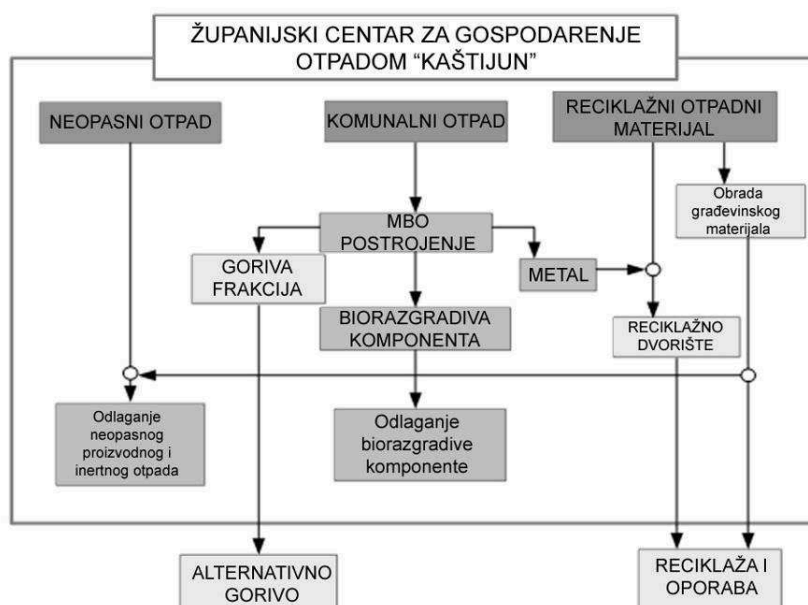 ŽUPANIJSKI CENTAR ZA GOSPODARENJE
OTPADOM “KAŠTIJUN”
NEOPASNI OTPAD
KOMUNALNI OTPAD
RECIKLAŽNI OTPADNI
MATERIJAL
Obrada
građevinskog
materijala
MBO
POSTROJENJE
GORIVA
FRAKCIJA
METAL
BIORAZGRADIVA
KOMPONENTA
RECIKLAŽNO
DVORIŠTE
Odlaganje
neopasnog
proizvodnog i
inertnog otpada
Odlaganje
biorazgradive
komponente
ALTERNATIVNO
GORIVO
RECIKLAŽA I
OPORABA